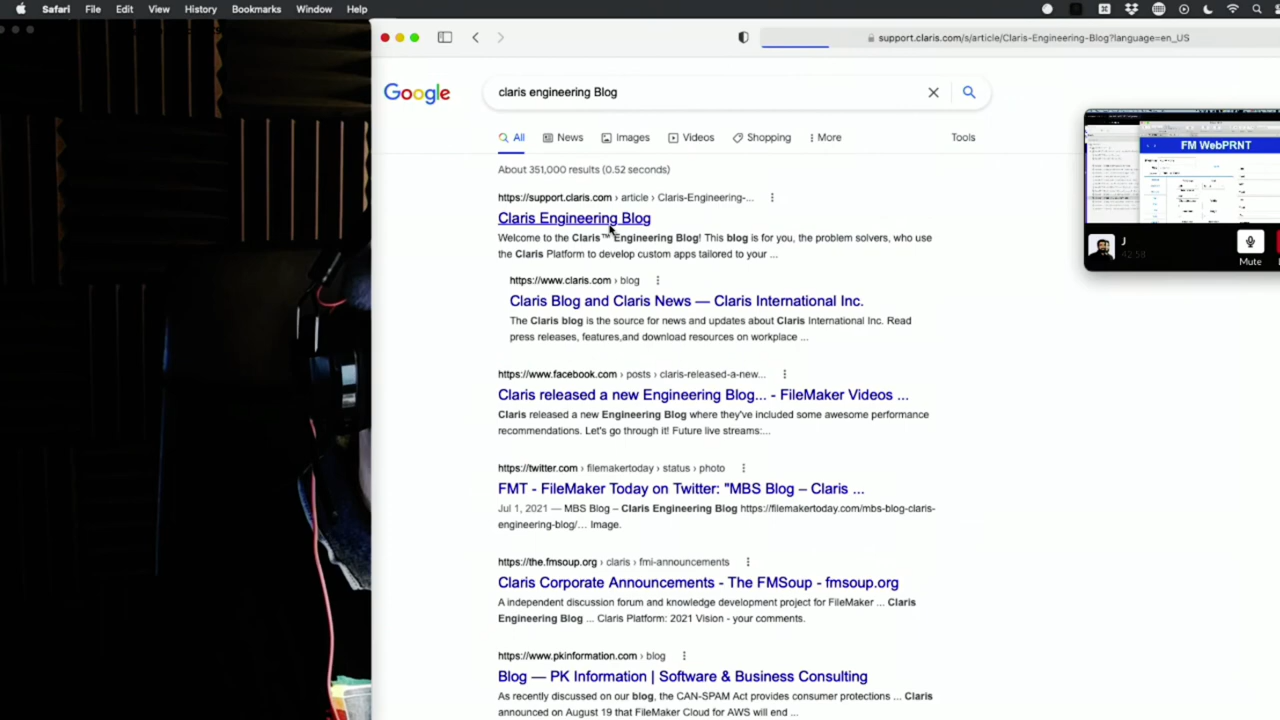 Safari File Edit View History Bookmarks Window Help
support.claris.com/s/article/Claris-Engineering-Blog?language=en_US
Google
claris engineering Blog
All News Images Videos Shopping More Tools
About 351,000 results (0.52 seconds)
https://support.claris.com › article › Claris-Engineering-...
Claris Engineering Blog
Welcome to the Claris™ Engineering Blog! This blog is for you, the problem solvers, who use
the Claris Platform to develop custom apps tailored to your ...
https://www.claris.com › blog
Claris Blog and Claris News — Claris International Inc.
The Claris blog is the source for news and updates about Claris International Inc. Read
press releases, features,and download resources on workplace ...
https://www.facebook.com › posts › claris-released-a-new...
Claris released a new Engineering Blog... - FileMaker Videos ...
Claris released a new Engineering Blog where they've included some awesome performance
recommendations. Let's go through it! Future live streams:...
https://twitter.com › filemakertoday › status › photo
FMT - FileMaker Today on Twitter: "MBS Blog – Claris ...
Jul 1, 2021 — MBS Blog – Claris Engineering Blog https://filemakertoday.com/mbs-blog-claris-
engineering-blog/... Image.
https://the.fmsoup.org › claris › fmi-announcements
Claris Corporate Announcements - The FMSoup - fmsoup.org
A independent discussion forum and knowledge development project for FileMaker ... Claris
Engineering Blog ... Claris Platform: 2021 Vision - your comments.
https://www.pkinformation.com › blog
Blog — PK Information | Software & Business Consulting
As recently discussed on our blog, the CAN-SPAM Act provides consumer protections ... Claris
announced on August 19 that FileMaker Cloud for AWS will end ...
FM WebPRNT
J
42:58
Mute